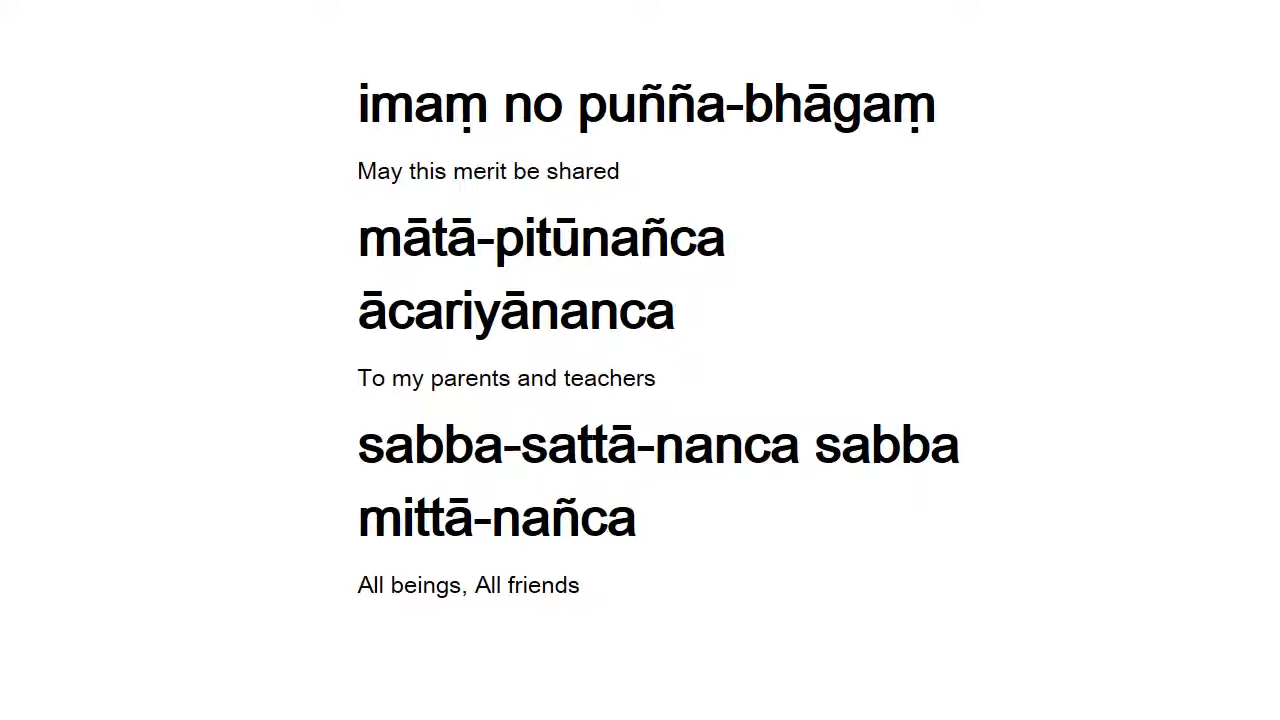 imaṃ no puñña-bhāgaṃ
May this merit be shared
mātā-pitūnañca
ācariyānanca
To my parents and teachers
sabba-sattā-nanca sabba
mittā-nañca
All beings, All friends